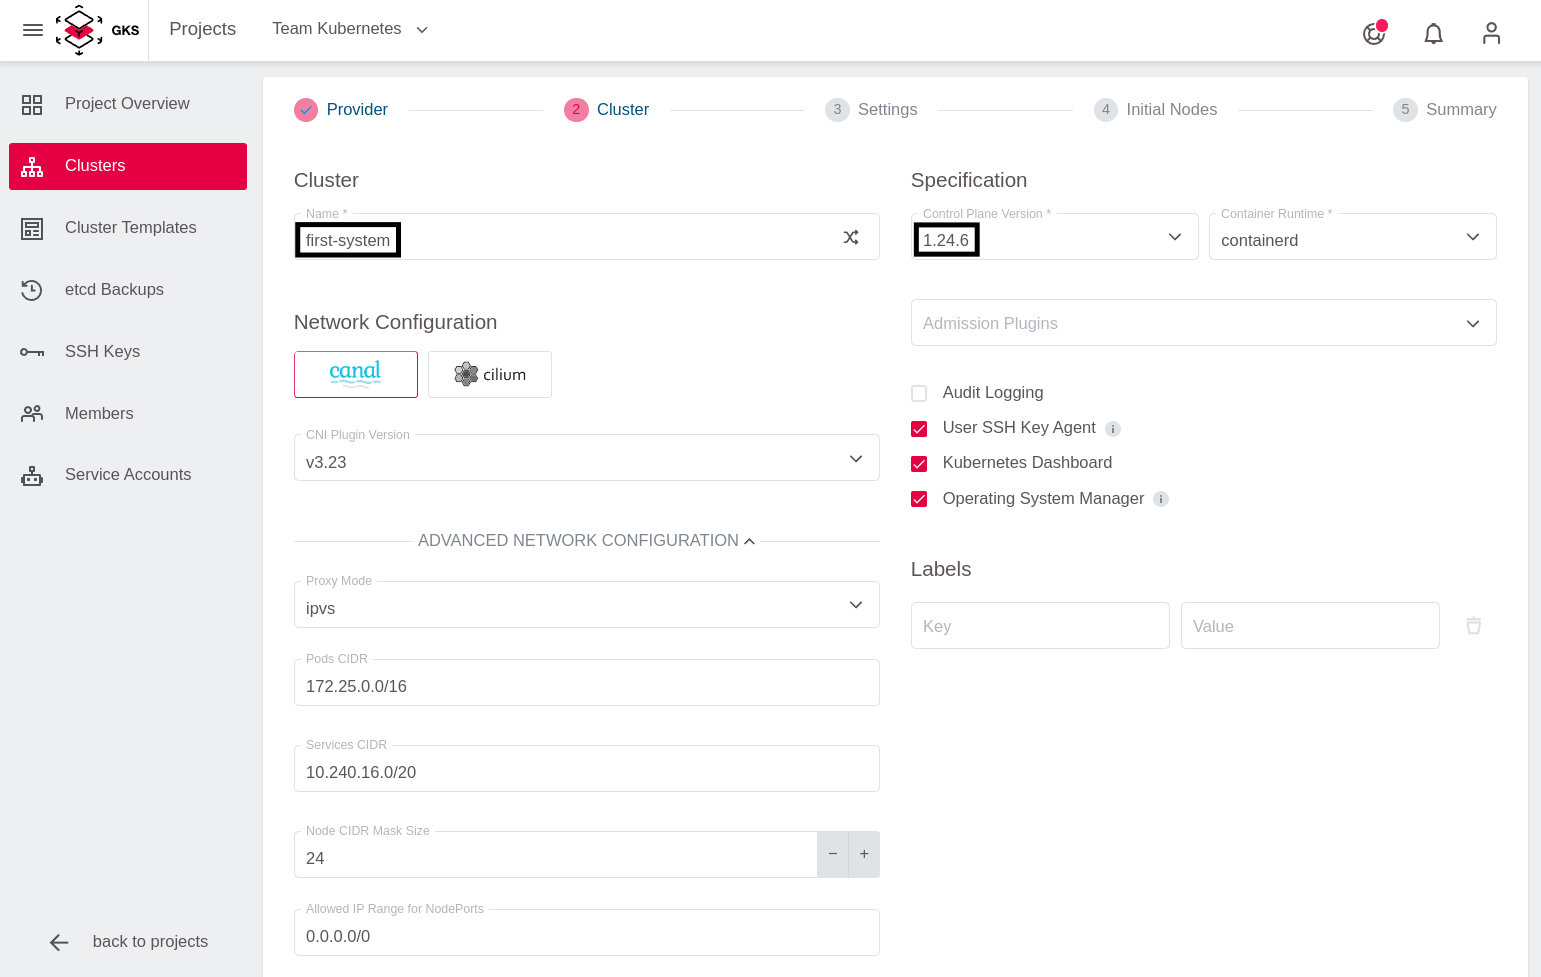 GKS
Projects
Team Kubernetes
Project Overview
Clusters
Cluster Templates
etcd Backups
SSH Keys
Members
Service Accounts
back to projects
Provider
2 Cluster
3 Settings
4 Initial Nodes
5 Summary
Cluster
Name *
first-system
Network Configuration
canal
cilium
CNI Plugin Version
v3.23
ADVANCED NETWORK CONFIGURATION
Proxy Mode
ipvs
Pods CIDR
172.25.0.0/16
Services CIDR
10.240.16.0/20
Node CIDR Mask Size
24
− +
Allowed IP Range for NodePorts
0.0.0.0/0
Specification
Control Plane Version *
1.24.6
Container Runtime *
containerd
Admission Plugins
Audit Logging
User SSH Key Agent i
Kubernetes Dashboard
Operating System Manager i
Labels
Key
Value